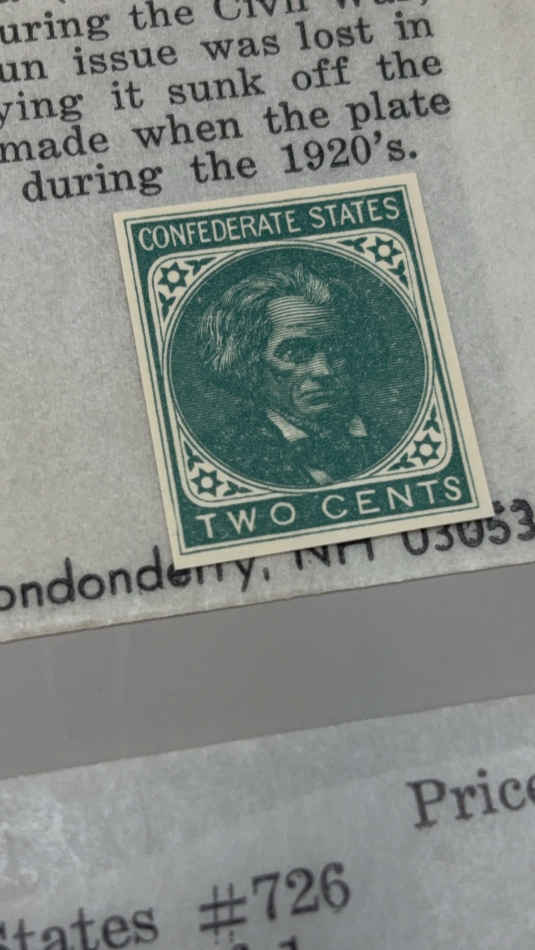 uring the Civil War,
un issue was lost in
ying it sunk off the
made when the plate
during the 1920's.
CONFEDERATE STATES
TWO CENTS
ondonderry, NH 03053
Price
States #726